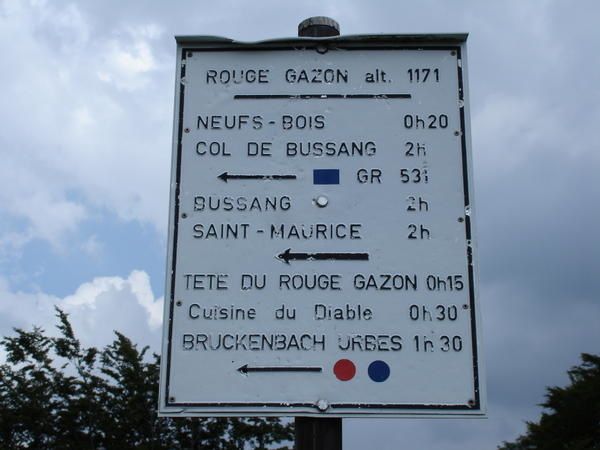 ROUGE GAZON alt. 1171
NEUFS-BOIS 0h20
COL DE BUSSANG 2h
GR 531
BUSSANG 2h
SAINT-MAURICE 2h
TETE DU ROUGE GAZON 0h15
Cuisine du Diable 0h30
BRUCKENBACH URBES 1h30